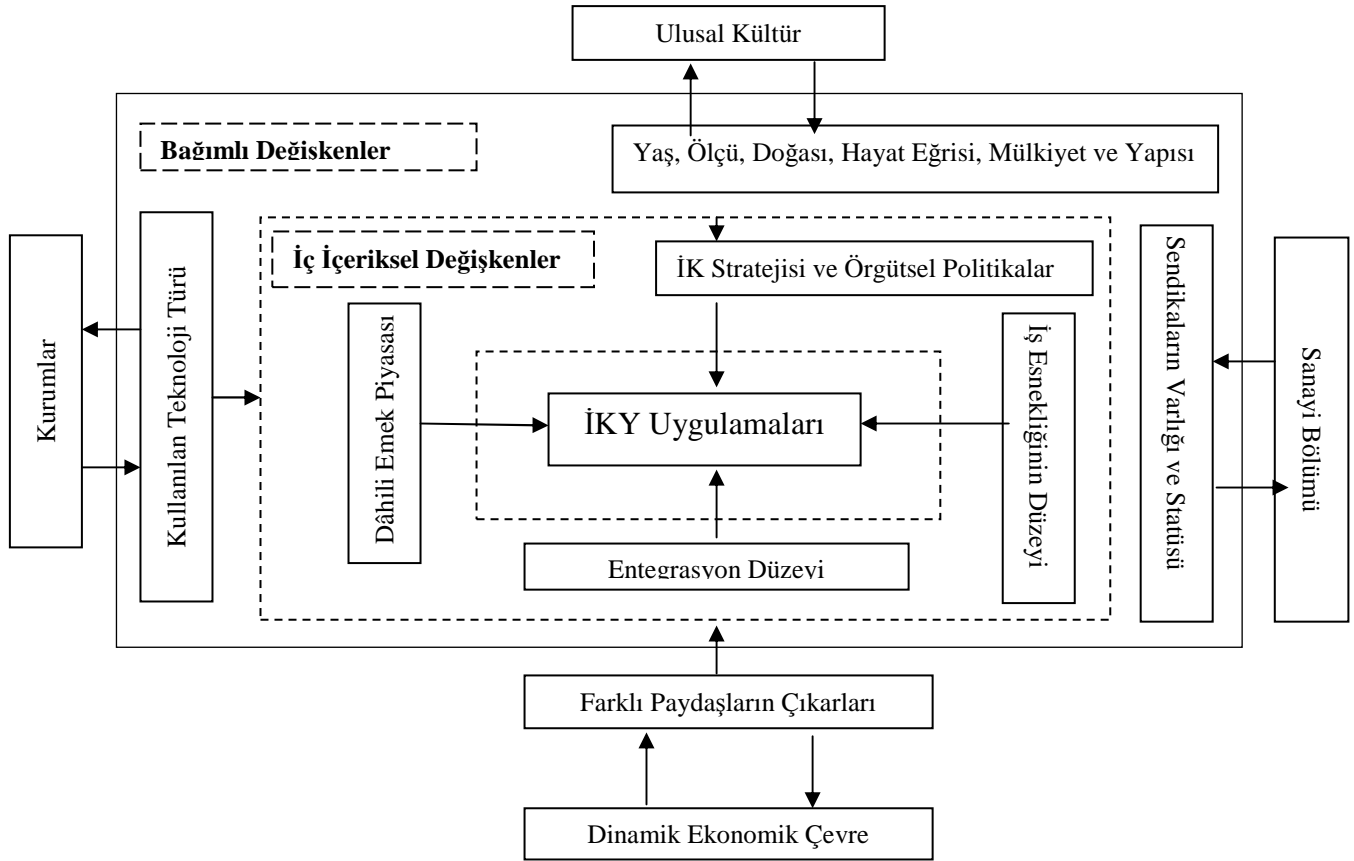 Ulusal Kültür
Bağımlı Değişkenler
Yaş, Ölçü, Doğası, Hayat Eğrisi, Mülkiyet ve Yapısı
Kurumlar
Kullanılan Teknoloji Türü
İç İçeriksel Değişkenler
İK Stratejisi ve Örgütsel Politikalar
Dâhili Emek Piyasası
İKY Uygulamaları
İş Esnekliğinin Düzeyi
Sendikaların Varlığı ve Statüsü
Sanayi Bölümü
Entegrasyon Düzeyi
Farklı Paydaşların Çıkarları
Dinamik Ekonomik Çevre